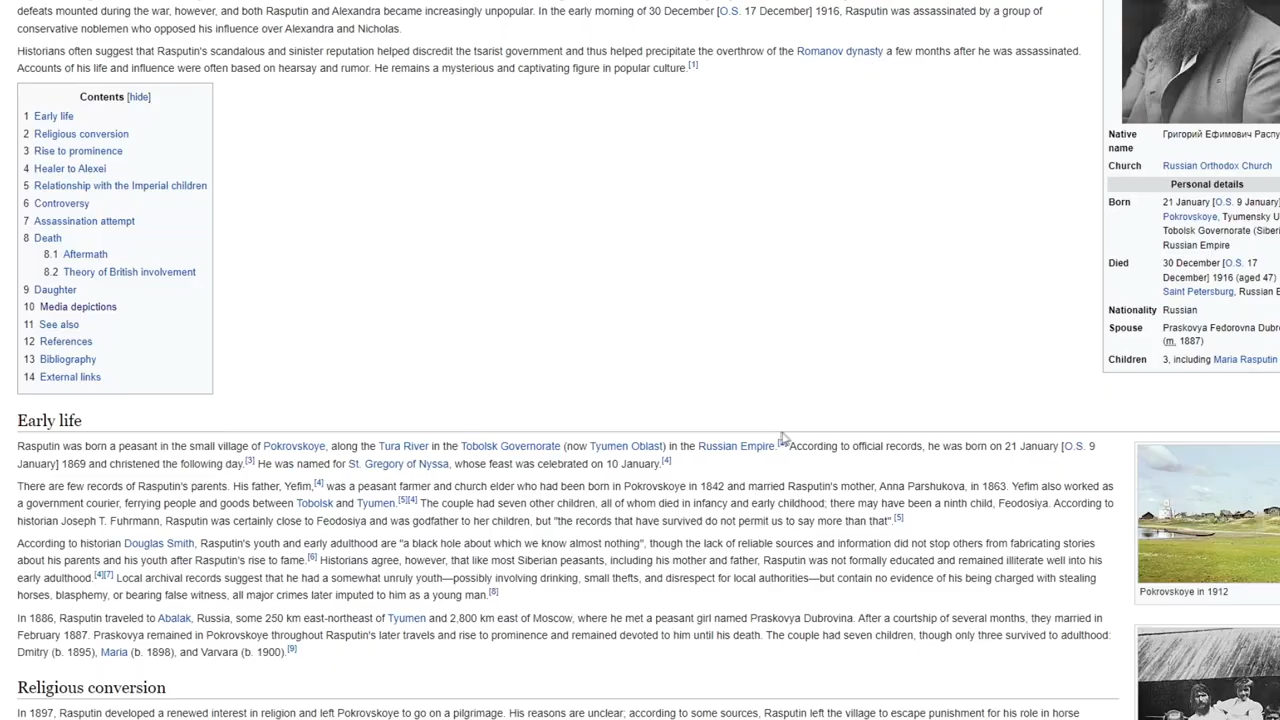 defeats mounted during the war, however, and both Rasputin and Alexandra became increasingly unpopular. In the early morning of 30 December [O.S. 17 December] 1916, Rasputin was assassinated by a group of
conservative noblemen who opposed his influence over Alexandra and Nicholas.
Historians often suggest that Rasputin's scandalous and sinister reputation helped discredit the tsarist government and thus helped precipitate the overthrow of the Romanov dynasty a few months after he was assassinated.
Accounts of his life and influence were often based on hearsay and rumor. He remains a mysterious and captivating figure in popular culture.[1]
Contents [hide]
1 Early life
2 Religious conversion
3 Rise to prominence
4 Healer to Alexei
5 Relationship with the Imperial children
6 Controversy
7 Assassination attempt
8 Death
8.1 Aftermath
8.2 Theory of British involvement
9 Daughter
10 Media depictions
11 See also
12 References
13 Bibliography
14 External links
Native name
Григорий Ефимович Распу
Church Russian Orthodox Church
Personal details
Born 21 January [O.S. 9 January]
Pokrovskoye, Tyumensky U
Tobolsk Governorate (Siberi
Russian Empire
Died 30 December [O.S. 17
December] 1916 (aged 47)
Saint Petersburg, Russian E
Nationality Russian
Spouse Praskovya Fedorovna Dubro
(m. 1887)
Children 3, including Maria Rasputin
Early life
Rasputin was born a peasant in the small village of Pokrovskoye, along the Tura River in the Tobolsk Governorate (now Tyumen Oblast) in the Russian Empire. According to official records, he was born on 21 January [O.S. 9
January] 1869 and christened the following day.[3] He was named for St. Gregory of Nyssa, whose feast was celebrated on 10 January.[4]
There are few records of Rasputin's parents. His father, Yefim,[4] was a peasant farmer and church elder who had been born in Pokrovskoye in 1842 and married Rasputin's mother, Anna Parshukova, in 1863. Yefim also worked as
a government courier, ferrying people and goods between Tobolsk and Tyumen.[5][4] The couple had seven other children, all of whom died in infancy and early childhood; there may have been a ninth child, Feodosiya. According to
historian Joseph T. Fuhrmann, Rasputin was certainly close to Feodosiya and was godfather to her children, but "the records that have survived do not permit us to say more than that".[5]
According to historian Douglas Smith, Rasputin's youth and early adulthood are "a black hole about which we know almost nothing", though the lack of reliable sources and information did not stop others from fabricating stories
about his parents and his youth after Rasputin's rise to fame.[6] Historians agree, however, that like most Siberian peasants, including his mother and father, Rasputin was not formally educated and remained illiterate well into his
early adulthood.[4][7] Local archival records suggest that he had a somewhat unruly youth—possibly involving drinking, small thefts, and disrespect for local authorities—but contain no evidence of his being charged with stealing
horses, blasphemy, or bearing false witness, all major crimes later imputed to him as a young man.[8]
In 1886, Rasputin traveled to Abalak, Russia, some 250 km east-northeast of Tyumen and 2,800 km east of Moscow, where he met a peasant girl named Praskovya Dubrovina. After a courtship of several months, they married in
February 1887. Praskovya remained in Pokrovskoye throughout Rasputin's later travels and rise to prominence and remained devoted to him until his death. The couple had seven children, though only three survived to adulthood:
Dmitry (b. 1895), Maria (b. 1898), and Varvara (b. 1900).[9]
Pokrovskoye in 1912
Religious conversion
In 1897, Rasputin developed a renewed interest in religion and left Pokrovskoye to go on a pilgrimage. His reasons are unclear; according to some sources, Rasputin left the village to escape punishment for his role in horse